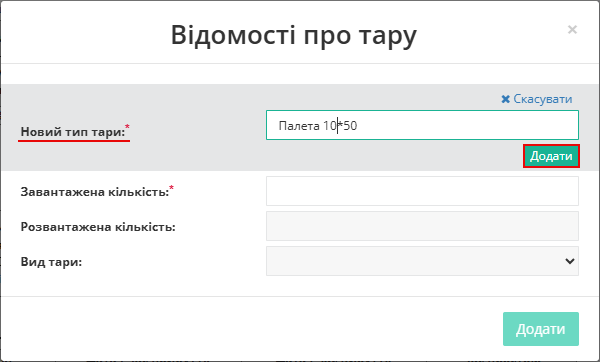 Відомості про тару
×
✖ Скасувати
Новий тип тари:*
Палета 10*50
Додати
Завантажена кількість:*
Розвантажена кількість:
Вид тари:
Додати